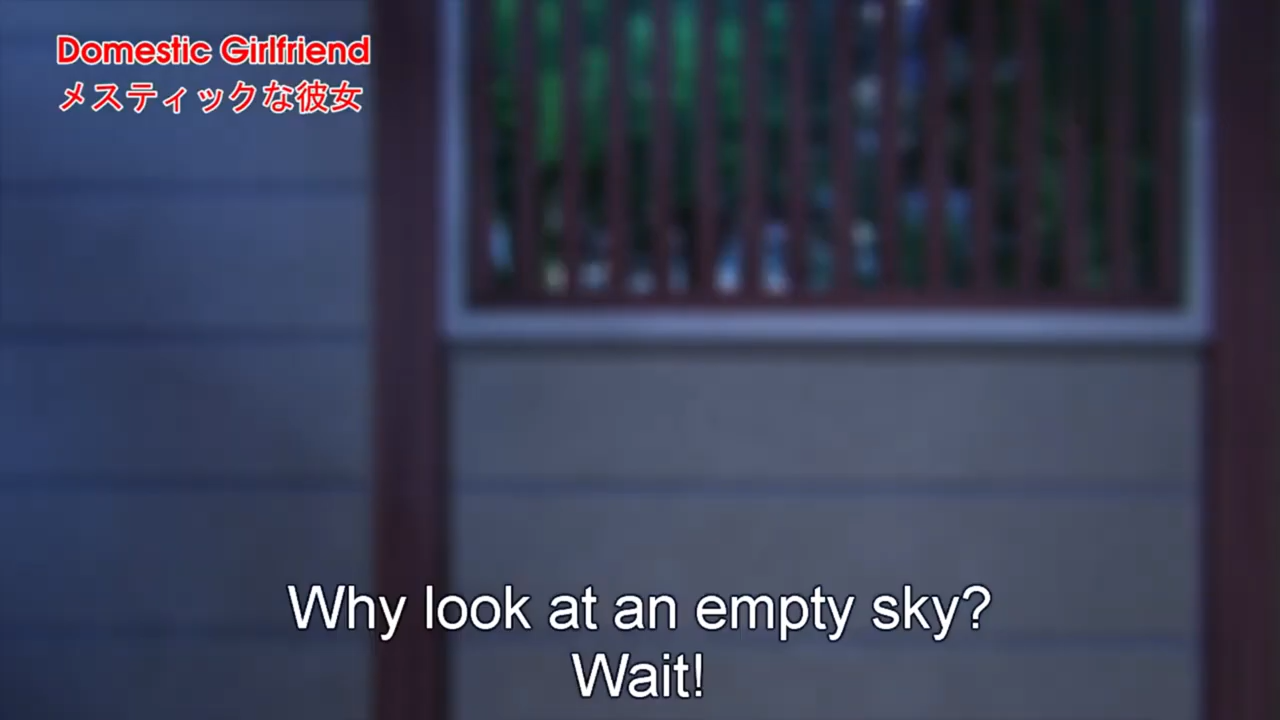 Domestic Girlfriend
メスティックな彼女
Why look at an empty sky?
Wait!